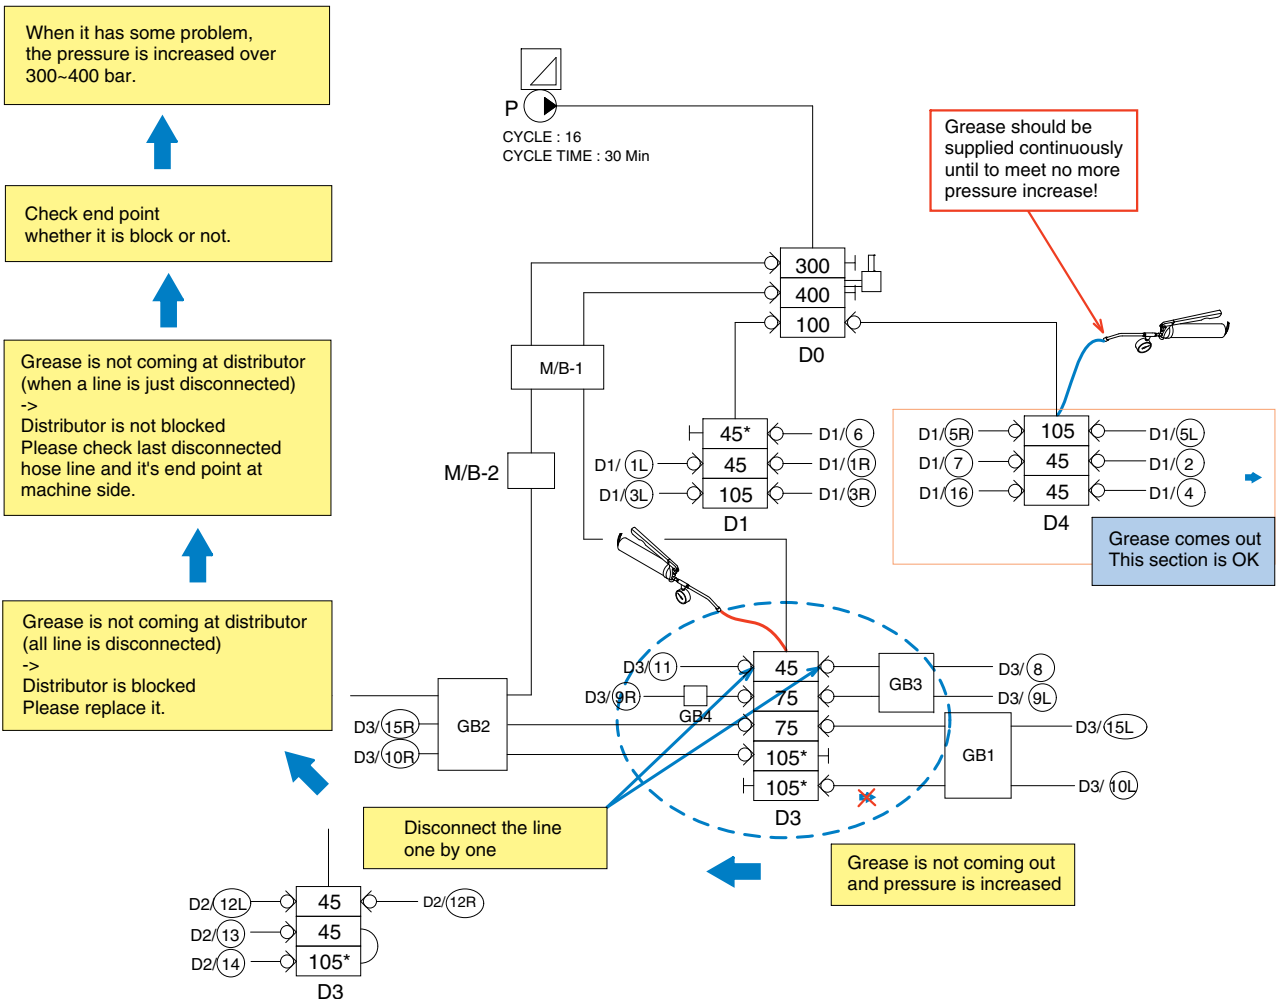 When it has some problem,
the pressure is increased over
300~400 bar.
P
CYCLE : 16
CYCLE TIME : 30 Min
Grease should be
supplied continuously
until to meet no more
pressure increase!
Check end point
whether it is block or not.
300
400
100
D0
Grease is not coming at distributor
(when a line is just disconnected)
->
Distributor is not blocked
Please check last disconnected
hose line and it's end point at
machine side.
M/B-1
M/B-2
45*
D1/ 6
D1/ 1L
45
D1/ 1R
D1/ 3L
105
D1/ 3R
D1
D1/ 5R
105
D1/ 5L
D1/ 7
45
D1/ 2
D1/ 16
45
D1/ 4
D4
Grease comes out
This section is OK
Grease is not coming at distributor
(all line is disconnected)
->
Distributor is blocked
Please replace it.
D3/ 11
45
GB3
D3/ 8
D3/ 9R
GB4
75
D3/ 9L
D3/ 15R
GB2
75
D3/ 15L
D3/ 10R
105*
GB1
105*
D3/ 10L
D3
Disconnect the line
one by one
Grease is not coming out
and pressure is increased
D2/ 12L
45
D2/ 12R
D2/ 13
45
D2/ 14
105*
D3